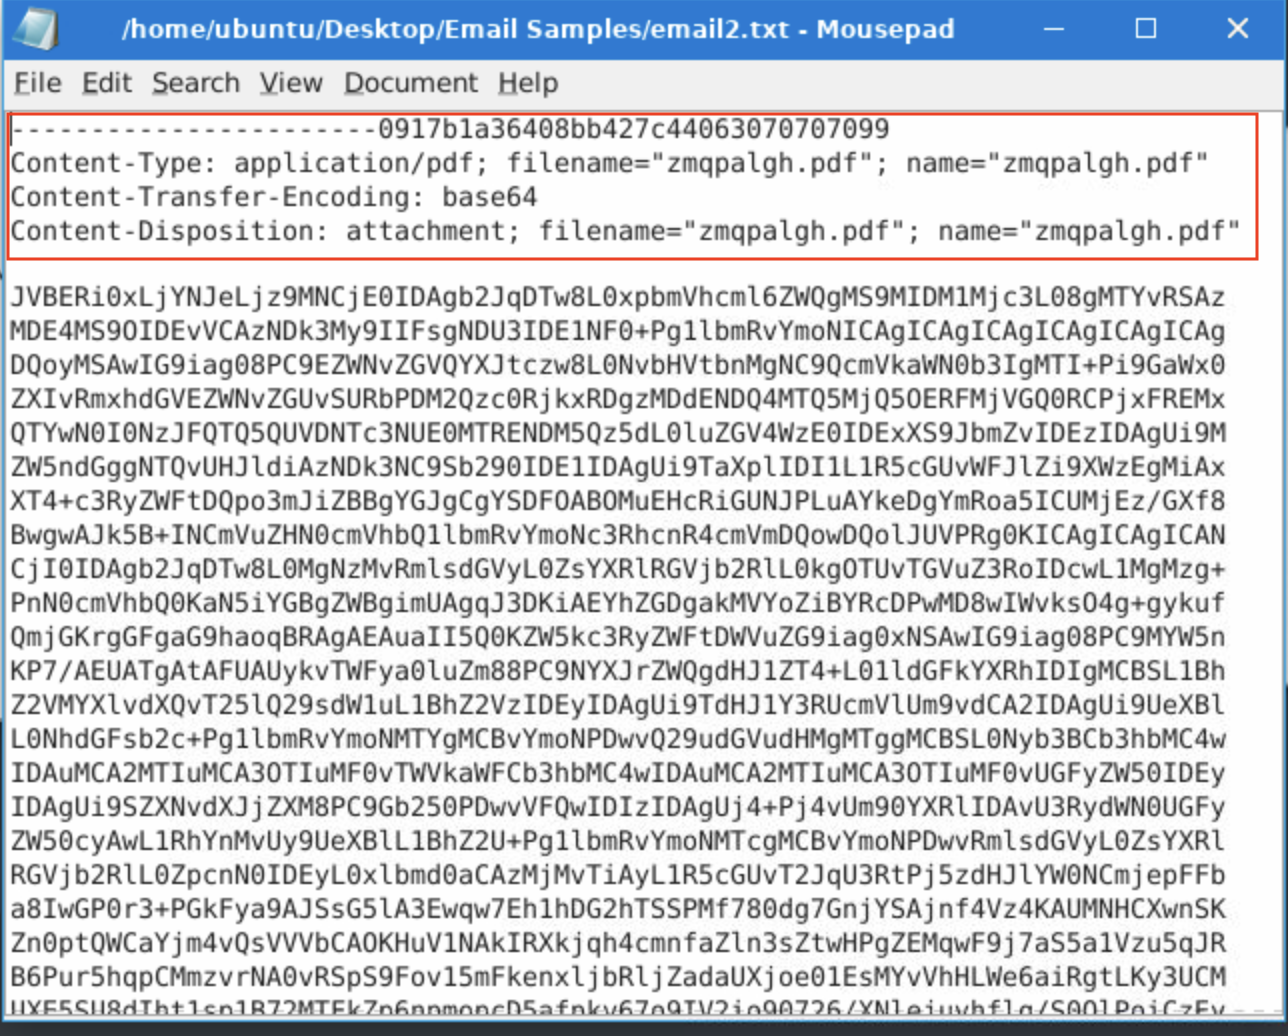 /home/ubuntu/Desktop/Email Samples/email2.txt - Mousepad
File Edit Search View Document Help
-----------------------0917b1a36408bb427c44063070707099
Content-Type: application/pdf; filename="zmqpalgh.pdf"; name="zmqpalgh.pdf"
Content-Transfer-Encoding: base64
Content-Disposition: attachment; filename="zmqpalgh.pdf"; name="zmqpalgh.pdf"
JVBERi0xLjYNJeLjz9MNCjE0IDAgb2JqDTw8L0xpbmVhcml6ZWQgMS9MIDM1Mjc3L08gMTYvRSAz
MDE4MS9OIDEvVCAzNDk3My9IIFsgNDU3IDE1NF0+Pg1lbmRvYmoNICAgICAgICAgICAgICAgICAg
DQoyMSAwIG9iag08PC9EZWNvZGVQYXJtczw8L0NvbHVtbnMgNC9QcmVkaWN0b3IgMTI+Pi9GaWx0
ZXIvRmxhdGVEZWNvZGUvSURbPDM2Qzc0RjkxRDgzMDdENDQ4MTQ5MjQ5OERFMjVGQ0RCPjxFREMx
QTYwN0I0NzJFQTQ5QUVDNTc3NUE0MTRENDM5Qz5dL0luZGV4WzE0IDExXS9JbmZvIDEzIDAgUi9M
ZW5ndGggNTQvUHJldiAzNDk3NC9Sb290IDE1IDAgUi9TaXplIDI1L1R5cGUvWFJlZi9XWzEgMiAx
XT4+c3RyZWFtDQpo3mJiZBBgYGJgCgYSDFOABOMuEHcRiGUNJPLuAYkeDgYmRoa5ICUMjEz/GXf8
BwgwAJk5B+INCmVuZHN0cmVhbQ1lbmRvYmoNc3RhcnR4cmVmDQowDQolJUVPRg0KICAgICAgICAN
CjI0IDAgb2JqDTw8L0MgNzMvRmlsdGVyL0ZsYXRlRGVjb2RlL0kgOTUvTGVuZ3RoIDcwL1MgMzg+
PnN0cmVhbQ0KaN5iYGBgZWBgimUAgqJ3DKiAEYhZGDgakMVYoZiBYRcDPwMD8wIWvksO4g+gykuf
QmjGKrgGFgaG9haoqBRAgAEAuaII5Q0KZW5kc3RyZWFtDWVuZG9iag0xNSAwIG9iag08PC9MYW5n
KP7/AEUATgAtAFUAUykvTWFya0luZm88PC9NYXJrZWQgdHJ1ZT4+L01ldGFkYXRhIDIgMCBSL1Bh
Z2VMYXlvdXQvT25lQ29sdW1uL1BhZ2VzIDEyIDAgUi9TdHJ1Y3RUcmVlUm9vdCA2IDAgUi9UeXBl
L0NhdGFsb2c+Pg1lbmRvYmoNMTYgMCBvYmoNPDwvQ29udGVudHMgMTggMCBSL0Nyb3BCb3hbMC4w
IDAuMCA2MTIuMCA3OTIuMF0vTWVkaWFCb3hbMC4wIDAuMCA2MTIuMCA3OTIuMF0vUGFyZW50IDEy
IDAgUi9SZXNvdXJjZXM8PC9Gb250PDwvVFQwIDIzIDAgUj4+Pj4vUm90YXRlIDAvU3RydWN0UGFy
ZW50cyAwL1RhYnMvUy9UeXBlL1BhZ2U+Pg1lbmRvYmoNMTcgMCBvYmoNPDwvRmlsdGVyL0ZsYXRl
RGVjb2RlL0ZpcnN0IDEyL0xlbmd0aCAzMjMvTiAyL1R5cGUvT2JqU3RtPj5zdHJlYW0NCmjepFFb
a8IwGP0r3+PGkFya9AJSsG5lA3Ewqw7Eh1hDG2hTSSPMf780dg7GnjYSAjnf4Vz4KAUMNHCXwnSK
Zn0ptQWCaYjm4vQsVVVbCAOKHuV1NAkIRXkjqh4cmnfaZln3sZtwHPgZEMqwF9j7aS5a1Vzu5qJR
B6Pur5hqpCMmzvrNA0vRSpS9Fov15mFkenxljbRljZadaUXjoe01EsMYvVhHLWe6aiRgtLKy3UCM